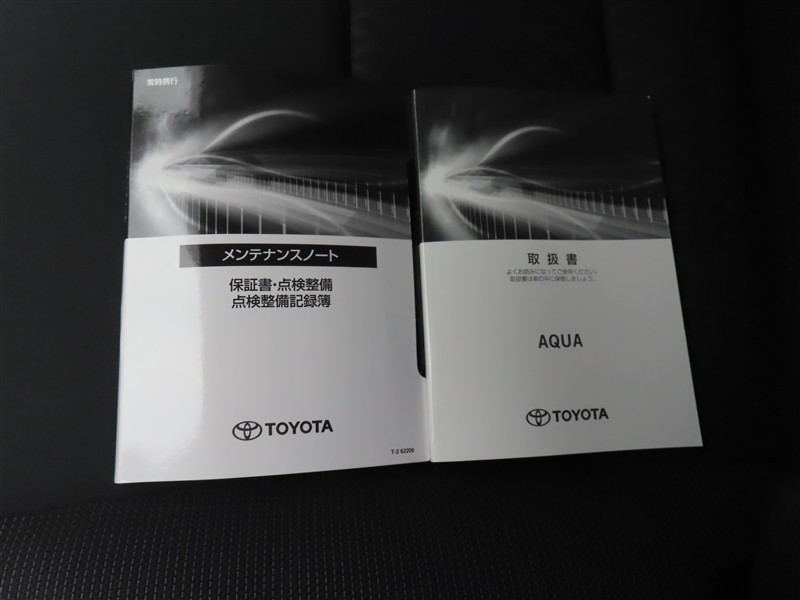 常時携行
メンテナンスノート
保証書・点検整備
点検整備記録簿
TOYOTA
T-2 62206
取扱書
よくお読みになってご使用ください。
取扱書は車の中に保管しましょう。
AQUA
TOYOTA